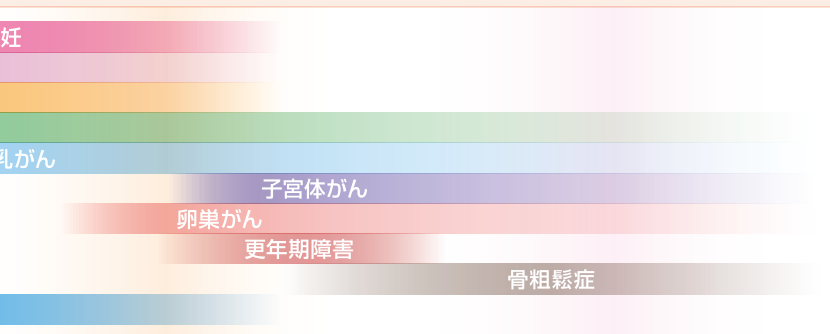 妊
乳がん
子宮体がん
卵巣がん
更年期障害
骨粗鬆症